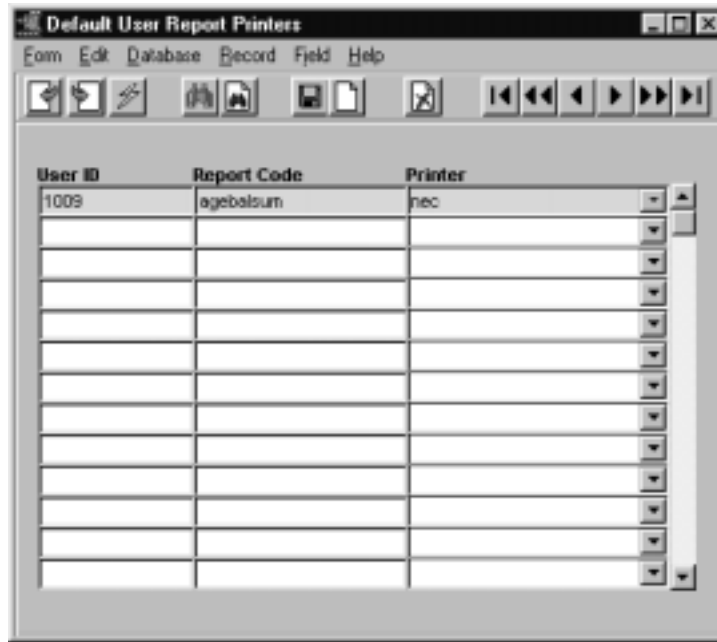 Default User Report Printers
Form Edit Database Record Field Help
User ID Report Code Printer
1009 agebalsum nec